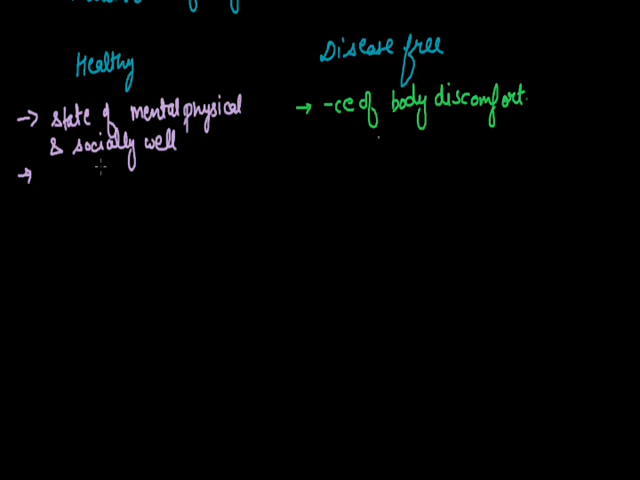 Healthy
Disease free
→ state of mental physical
& socially well
→ -ce of body discomfort.
→